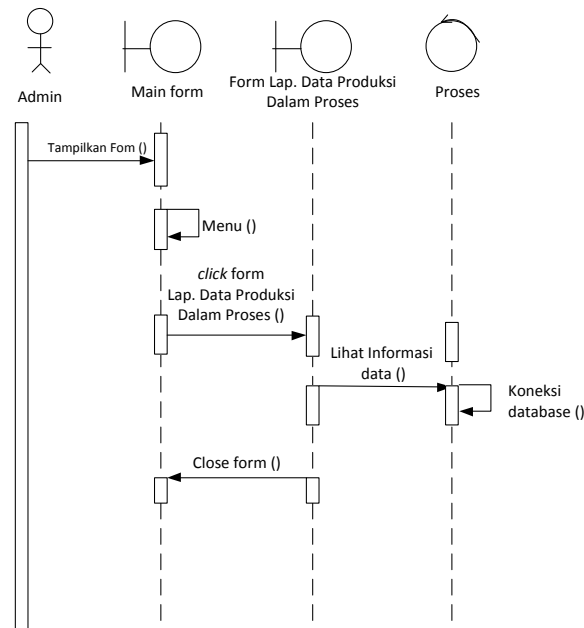 Admin
Main form
Form Lap. Data Produksi
Dalam Proses
Proses
Tampilkan Fom ()
Menu ()
click form
Lap. Data Produksi
Dalam Proses ()
Lihat Informasi
data ()
Koneksi
database ()
Close form ()